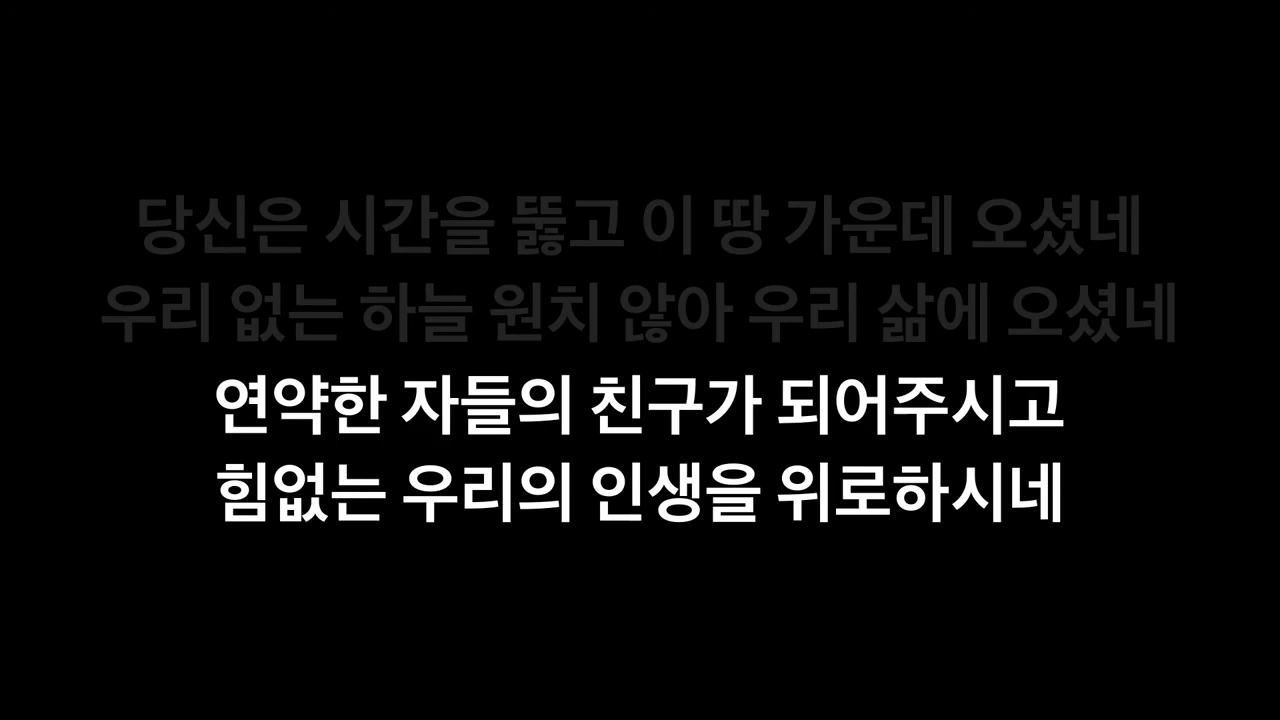 당신은 시간을 뚫고 이 땅 가운데 오셨네
우리 없는 하늘 원치 않아 우리 삶에 오셨네
연약한 자들의 친구가 되어주시고
힘없는 우리의 인생을 위로하시네